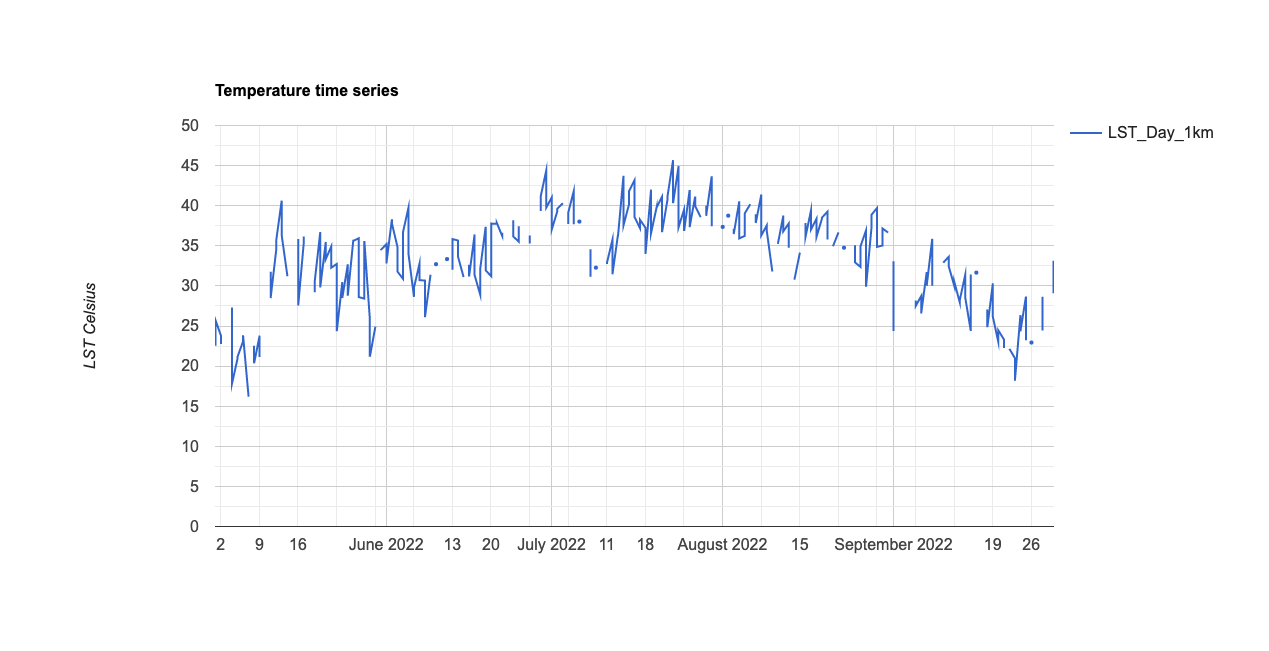 Temperature time series
LST_Day_1km
LST Celsius
50
45
40
35
30
25
20
15
10
5
0
2 9 16 June 2022 13 20 July 2022 11 18 August 2022 15 September 2022 19 26